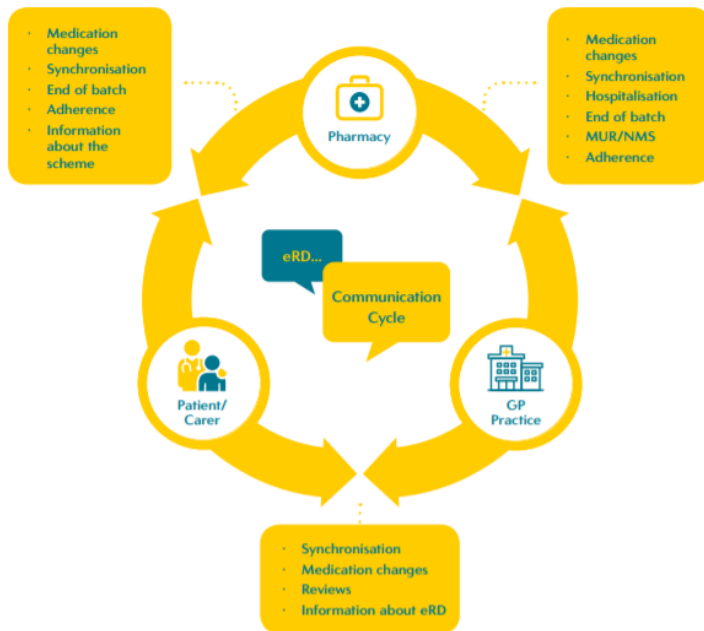 · Medication
changes
· Synchronisation
· End of batch
· Adherence
· Information
about the
scheme
· Medication
changes
· Synchronisation
· Hospitalisation
· End of batch
· MUR/NMS
· Adherence
Pharmacy
eRD...
Communication
Cycle
Patient/
Carer
GP
Practice
· Synchronisation
· Medication changes
· Reviews
· Information about eRD